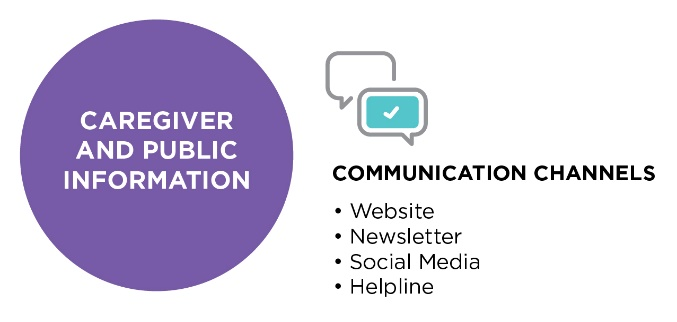 CAREGIVER
AND PUBLIC
INFORMATION
COMMUNICATION CHANNELS
• Website
• Newsletter
• Social Media
• Helpline